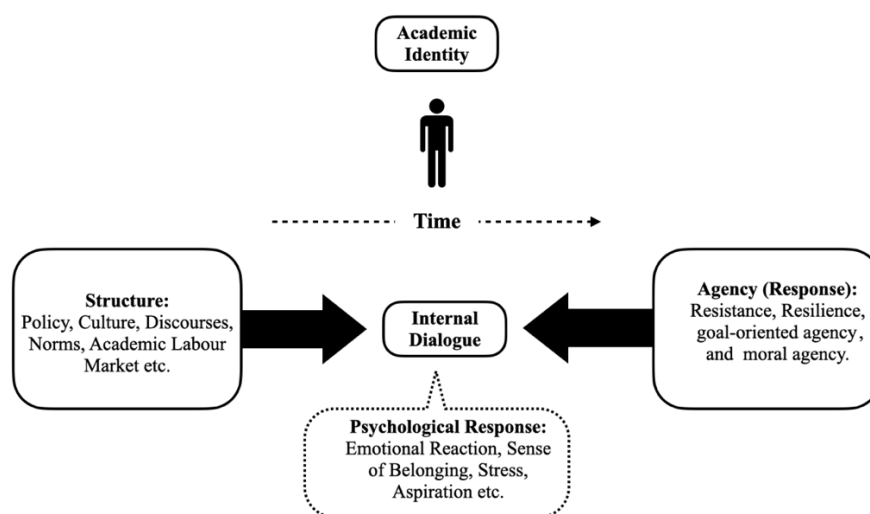 Academic
Identity
Time
Structure:
Policy, Culture, Discourses,
Norms, Academic Labour
Market etc.
Internal
Dialogue
Agency (Response):
Resistance, Resilience,
goal-oriented agency,
and moral agency.
Psychological Response:
Emotional Reaction, Sense
of Belonging, Stress,
Aspiration etc.